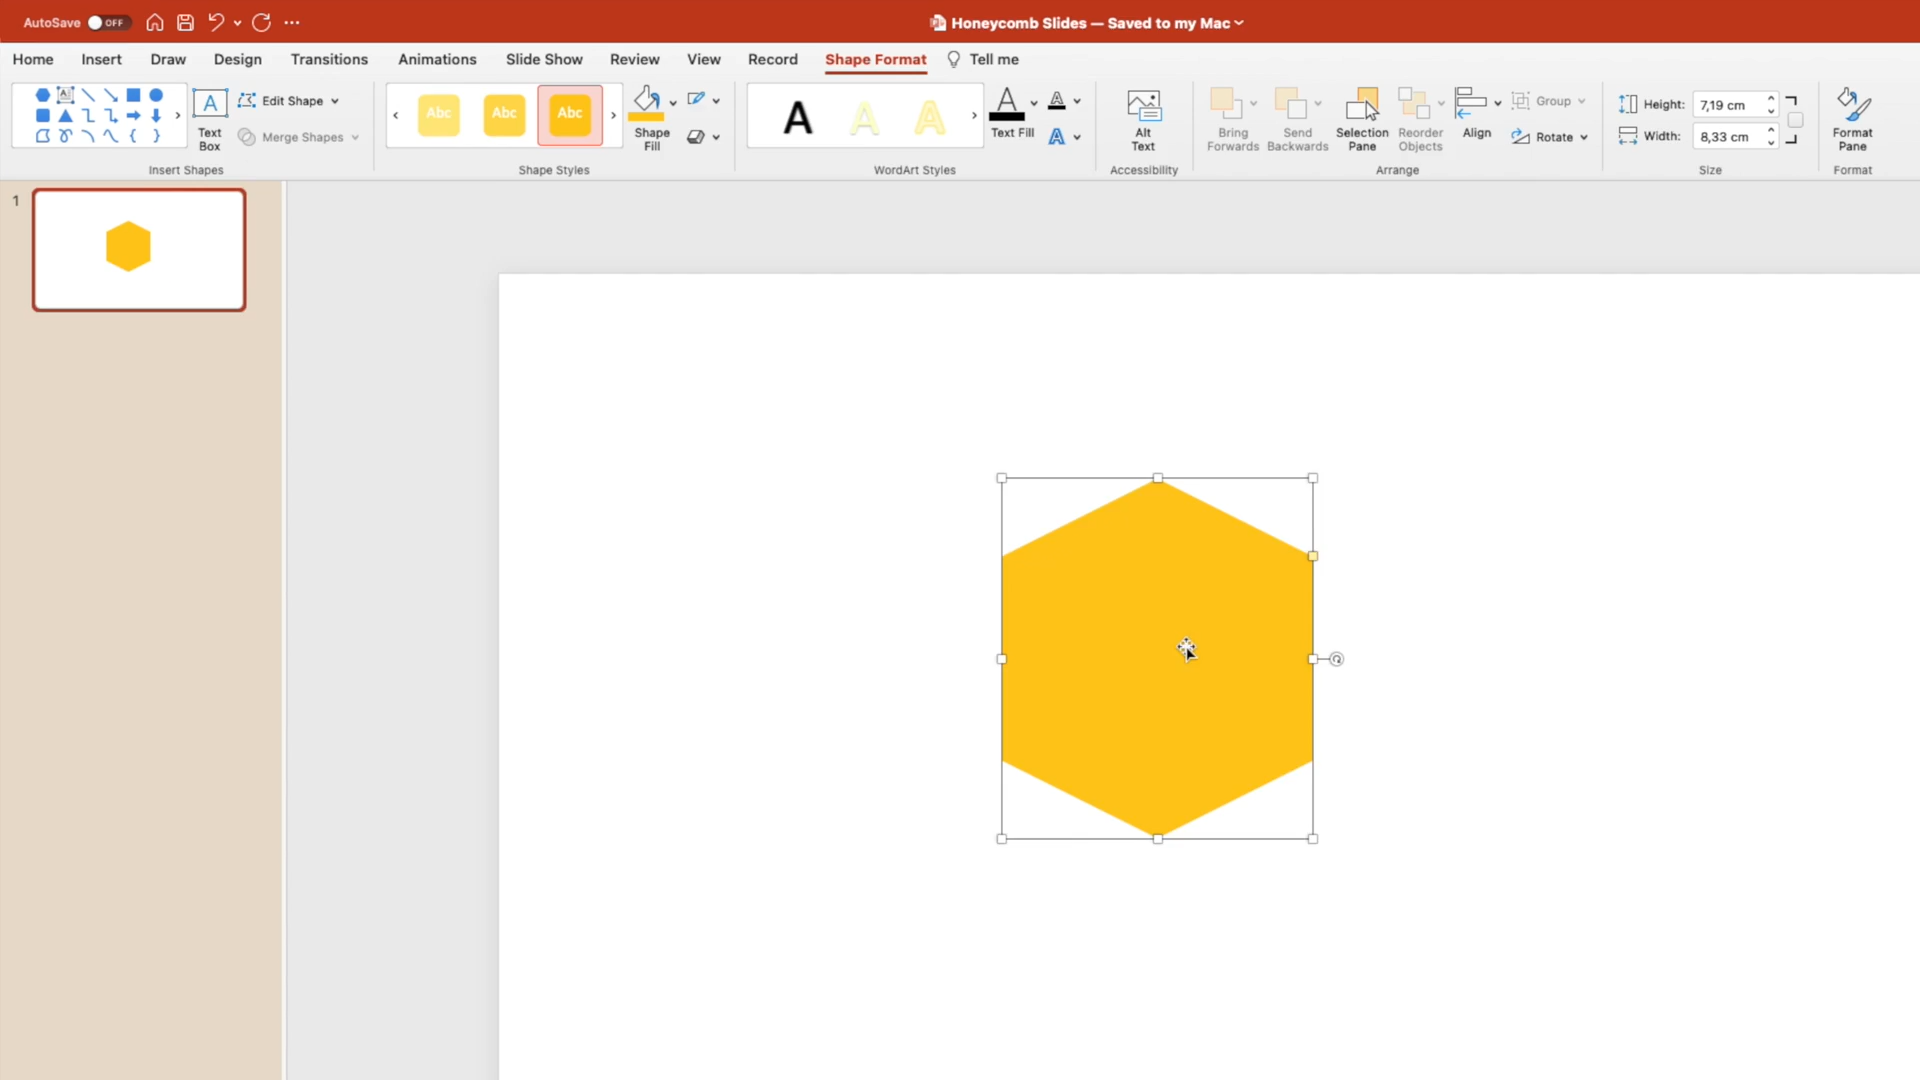 AutoSave OFF
Honeycomb Slides — Saved to my Mac
Home Insert Draw Design Transitions Animations Slide Show Review View Record Shape Format Tell me
A
A
Text Box
Edit Shape
Merge Shapes
Insert Shapes
Abc Abc Abc
Shape Fill
Shape Styles
A A A
A
Text Fill
A
A
WordArt Styles
Alt Text
Accessibility
Bring Forwards
Send Backwards
Selection Pane
Reorder Objects
Align
Group
Rotate
Arrange
Height: 7,19 cm
Width: 8,33 cm
Size
Format Pane
Format
1